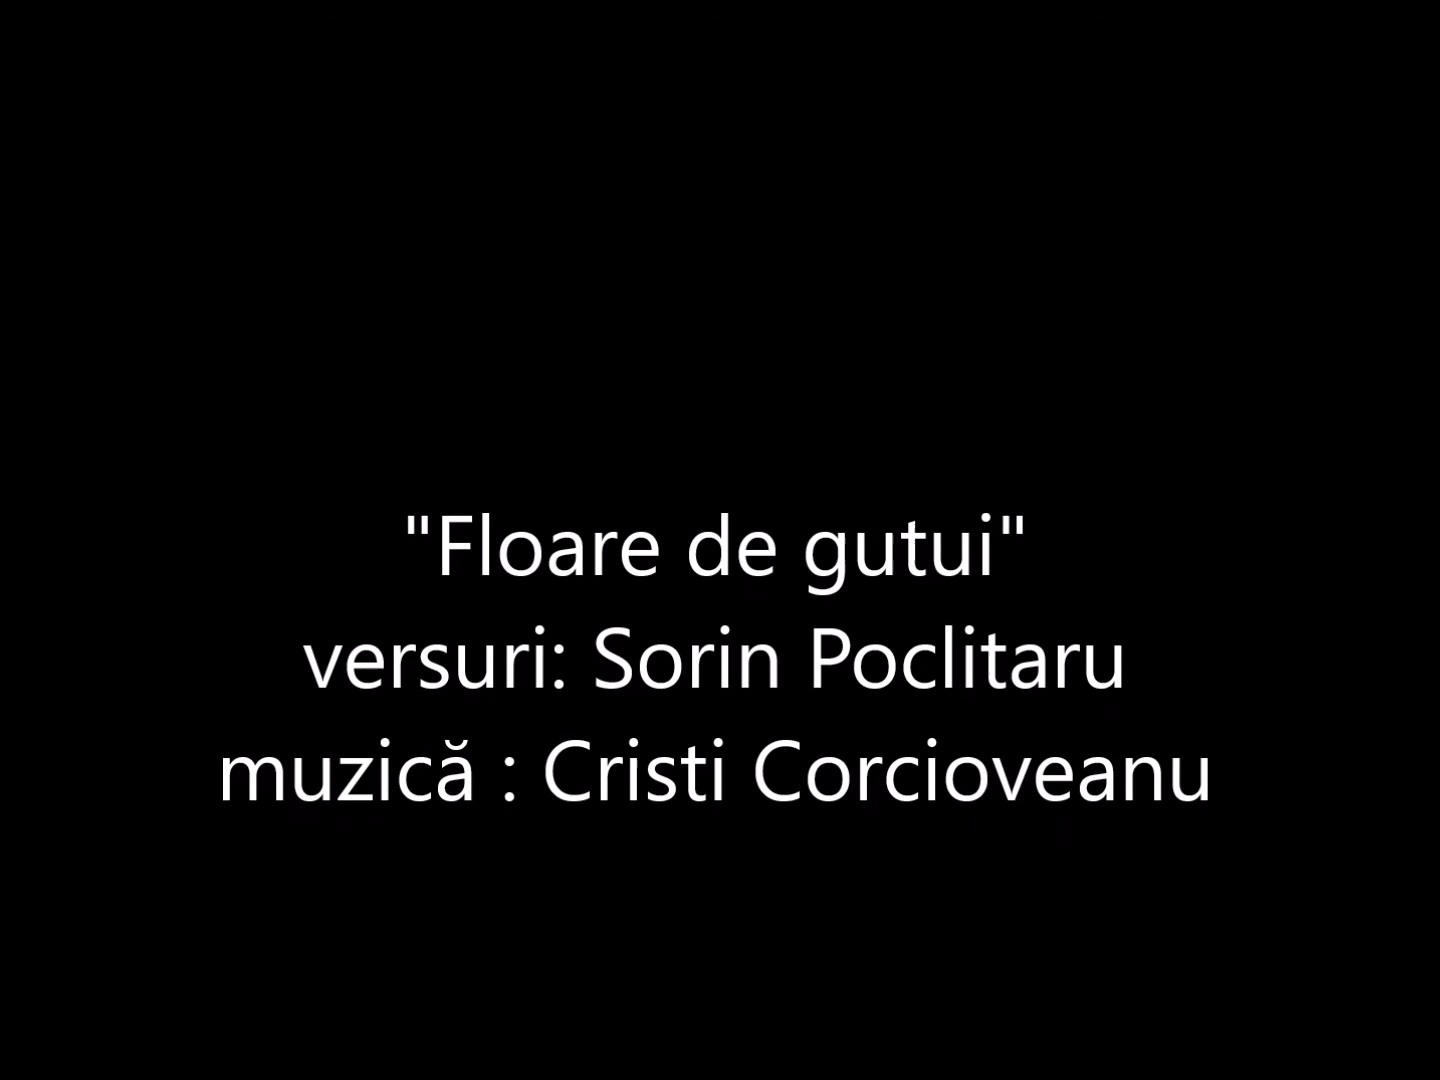 "Floare de gutui"
versuri: Sorin Poclitaru
muzică : Cristi Corcioveanu